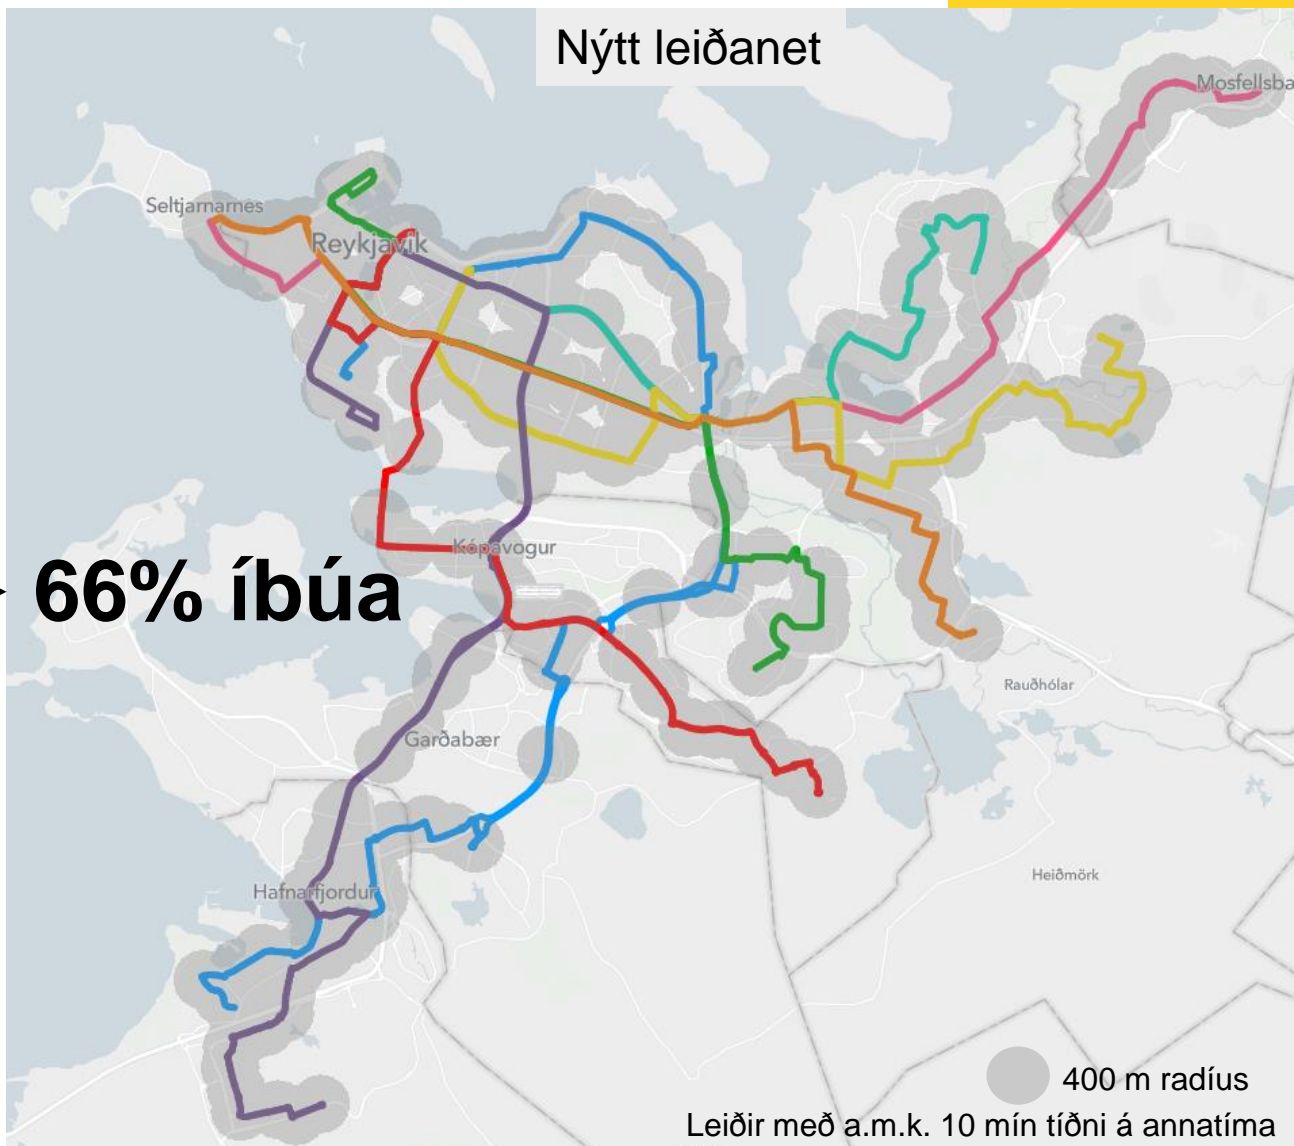 Nýtt leiðanet
Mosfellsba
Seltjarnarnes
Reykjavík
Kópavogur
66% íbúa
Rauðhólar
Garðabær
Heiðmörk
Hafnarfjordur
400 m radíus
Leiðir með a.m.k. 10 mín tíðni á annatíma